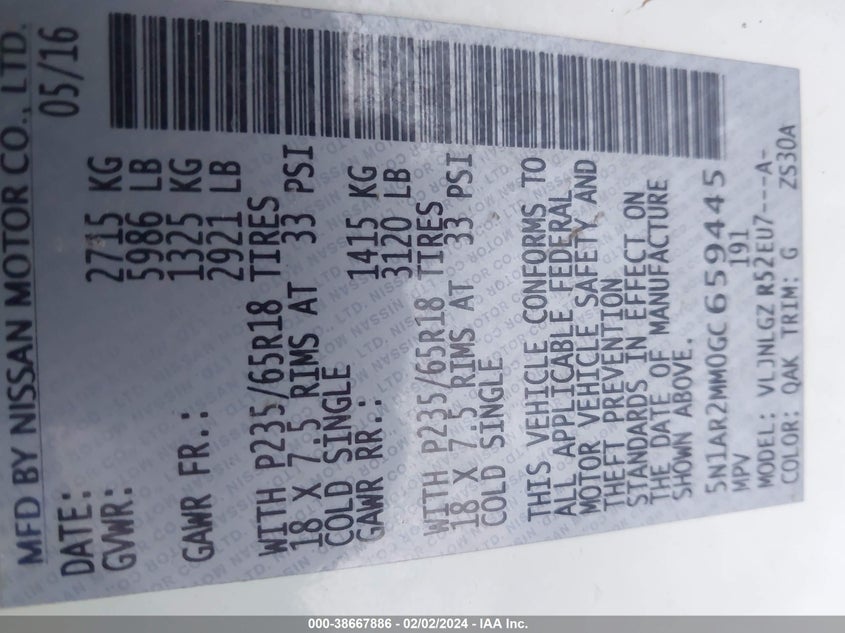 MFD BY NISSAN MOTOR CO., LTD.
DATE: 05/16
GVWR: 2715 KG
5986 LB
GAWR FR.: 1325 KG
2921 LB
WITH P235/65R18 TIRES
18 X 7.5 RIMS AT 33 PSI
COLD SINGLE
GAWR RR.: 1415 KG
3120 LB
WITH P235/65R18 TIRES
18 X 7.5 RIMS AT 33 PSI
COLD SINGLE
THIS VEHICLE CONFORMS TO
ALL APPLICABLE FEDERAL
MOTOR VEHICLE SAFETY, AND
THEFT PREVENTION
STANDARDS IN EFFECT ON
THE DATE OF MANUFACTURE
SHOWN ABOVE.
5N1AR2MM0GC659445
MPV 191
MODEL: VLJNLGZ R52EU7---A-
COLOR: QAK TRIM: G ZS30A
000-38667886 - 02/02/2024 - IAA Inc.